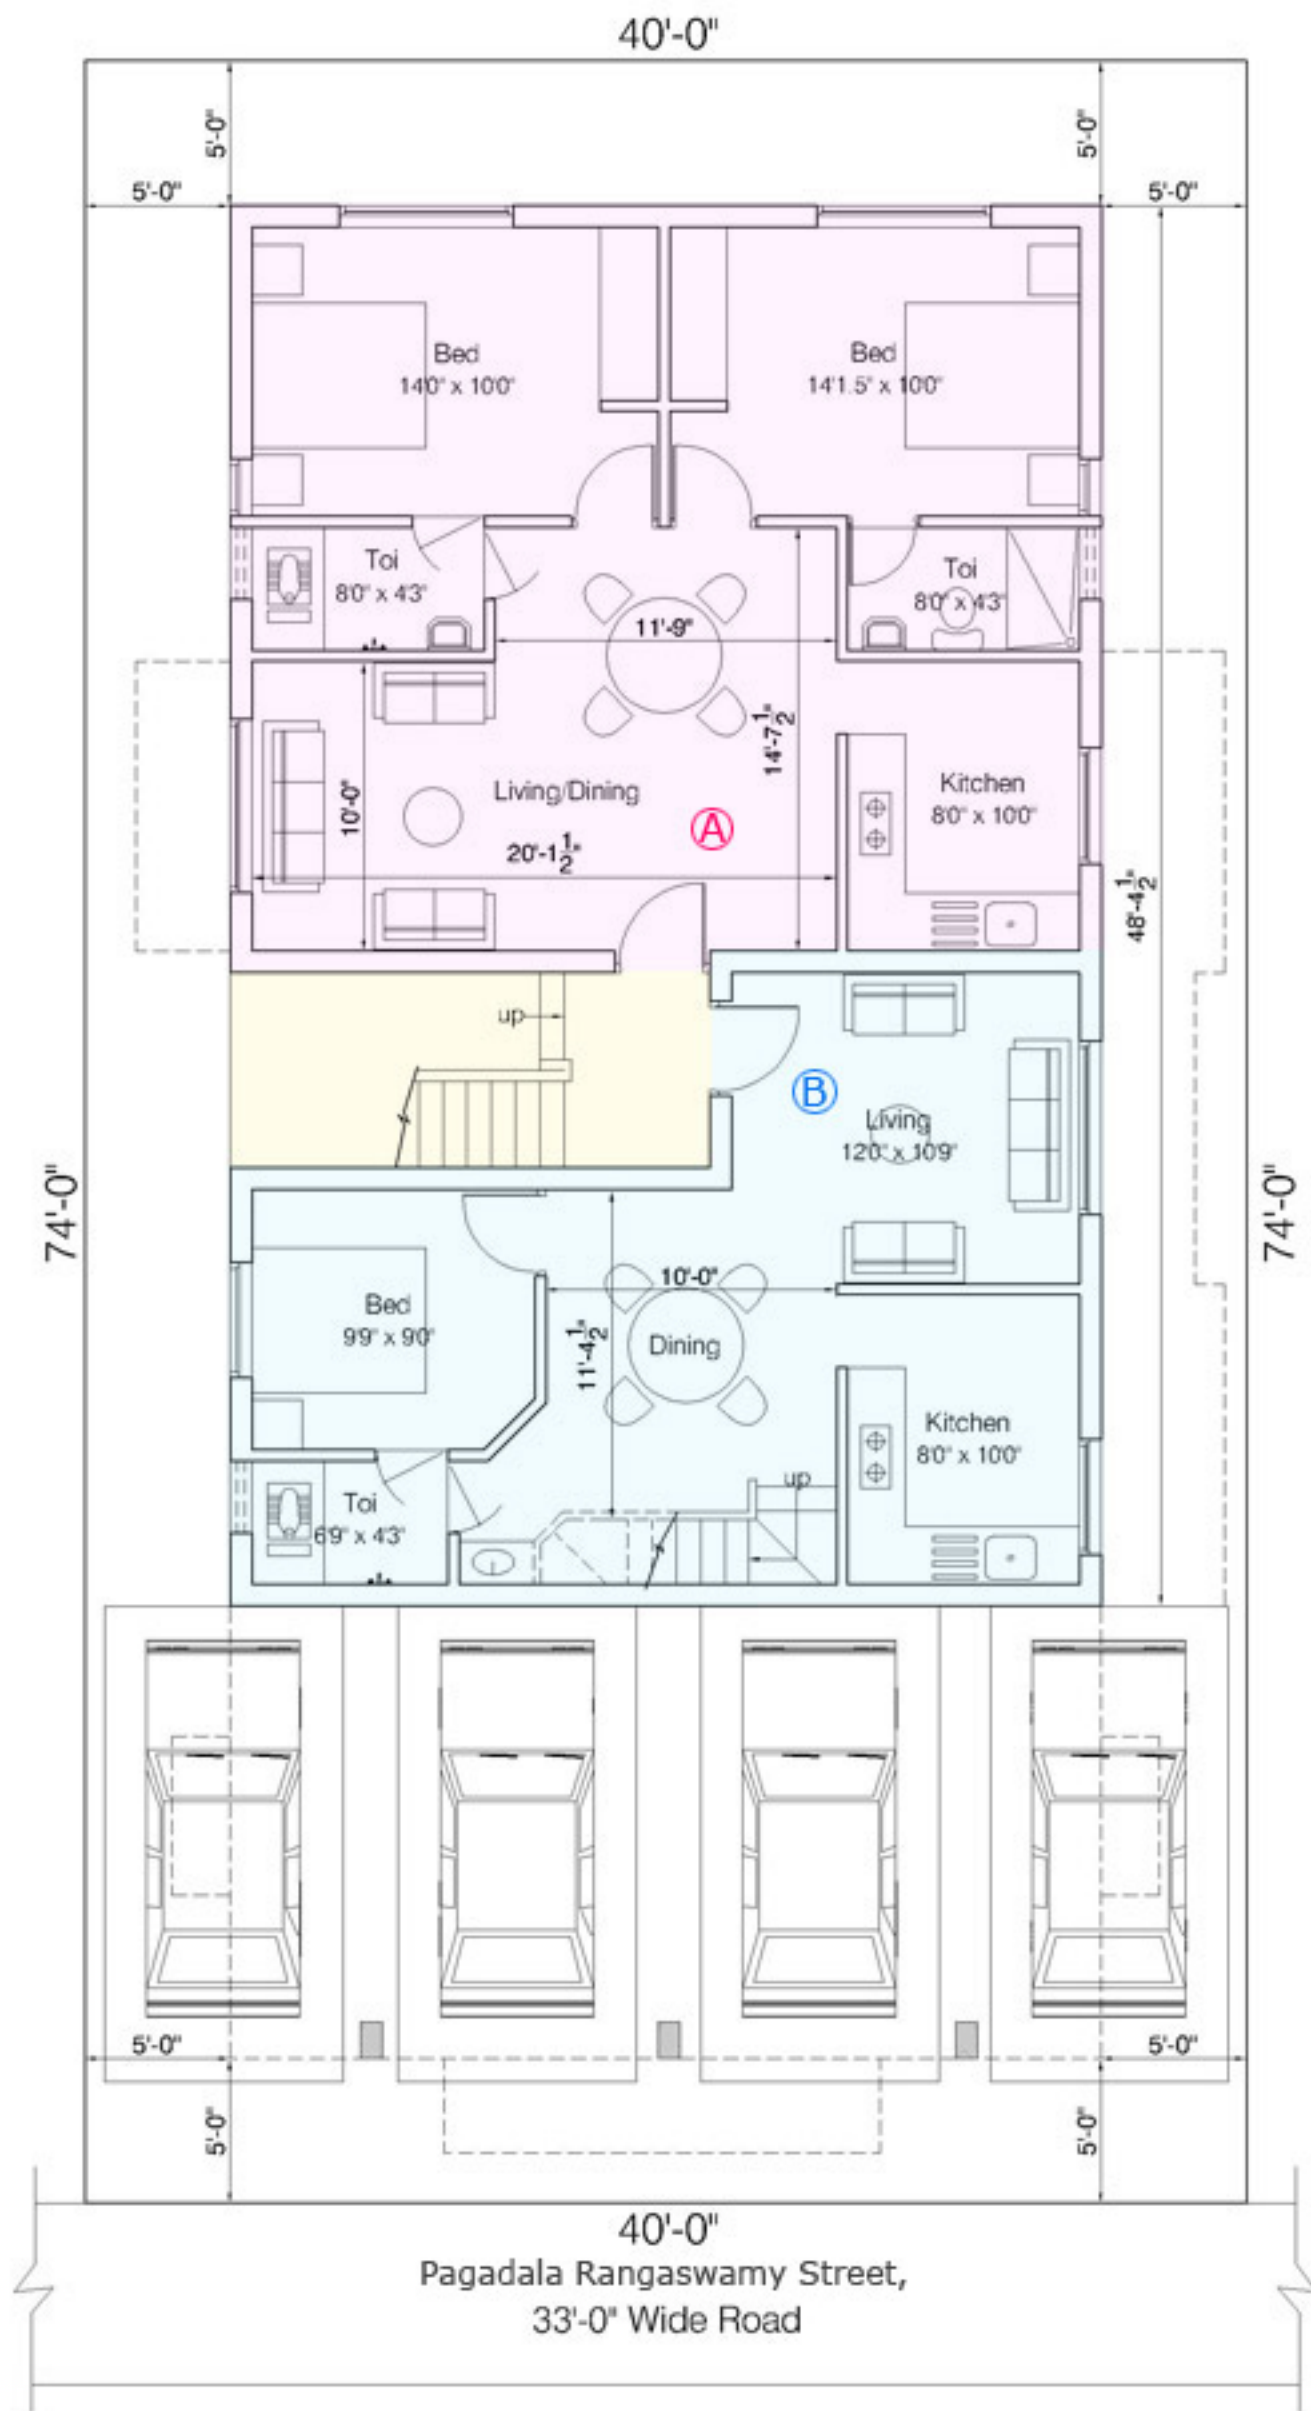 40'-0"
5'-0"
5'-0"
5'-0"
5'-0"
Bed
14'0" x 10'0"
Bed
14'1.5" x 10'0"
Toi
8'0" x 4'3"
Toi
8'0" x 4'3"
11'-9"
14'-7 1/2"
10'-0"
Living/Dining
A
20'-1 1/2"
Kitchen
8'0" x 10'0"
48'-4 1/2"
up
B
Living
12'0" x 10'9"
74'-0"
74'-0"
10'-0"
11'-4 1/2"
Bed
9'9" x 9'0"
Dining
Kitchen
8'0" x 10'0"
up
Toi
6'9" x 4'3"
5'-0"
5'-0"
5'-0"
5'-0"
40'-0"
Pagadala Rangaswamy Street,
33'-0" Wide Road